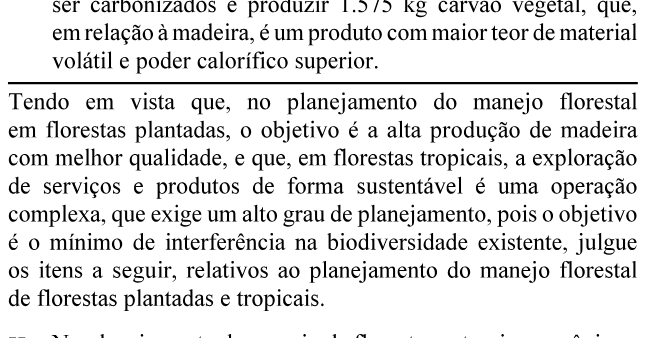 ser carbonizados e produzir 1.575 kg carvão vegetal, que,
em relação à madeira, é um produto com maior teor de material
volátil e poder calorífico superior.
Tendo em vista que, no planejamento do manejo florestal
em florestas plantadas, o objetivo é a alta produção de madeira
com melhor qualidade, e que, em florestas tropicais, a exploração
de serviços e produtos de forma sustentável é uma operação
complexa, que exige um alto grau de planejamento, pois o objetivo
é o mínimo de interferência na biodiversidade existente, julgue
os itens a seguir, relativos ao planejamento do manejo florestal
de florestas plantadas e tropicais.